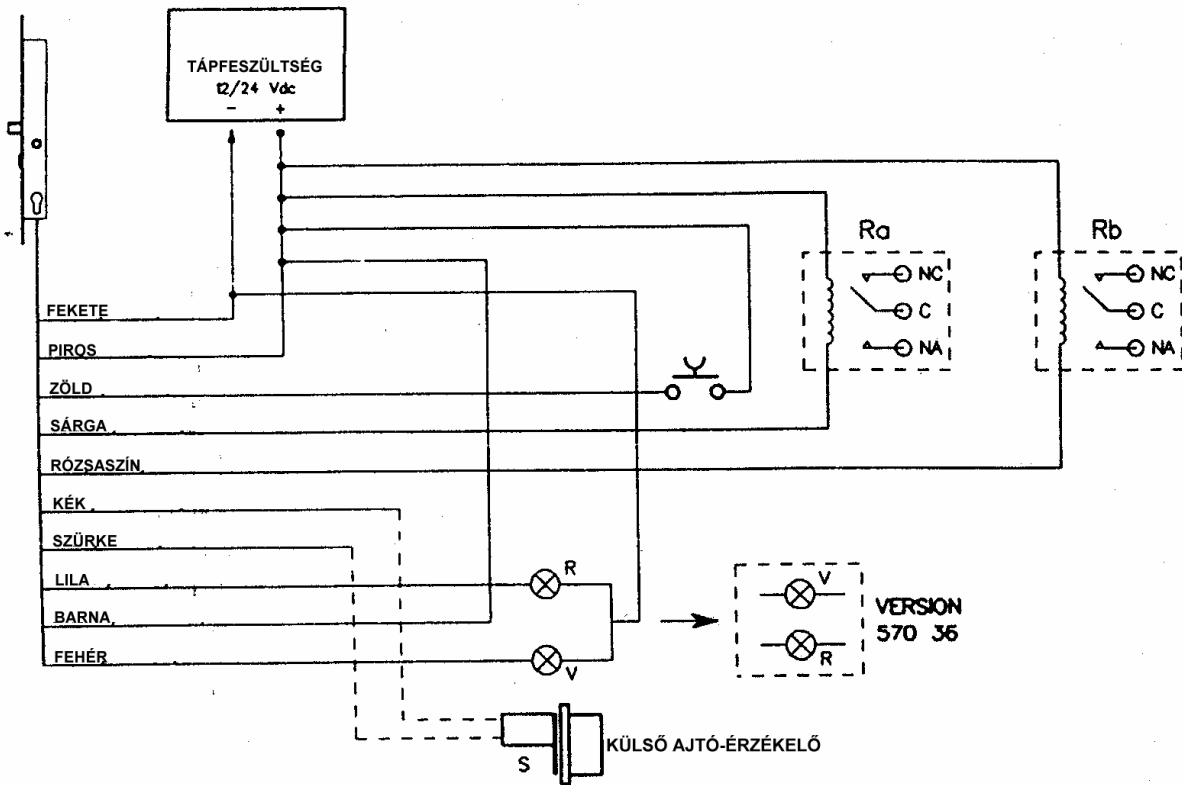 TÁPFESZÜLTSÉG
12/24 Vdc
- +
Ra
Rb
NC
C
NA
NC
C
NA
FEKETE
PIROS
ZÖLD
SÁRGA
RÓZSASZÍN
KÉK
SZÜRKE
LILA
BARNA
FEHÉR
R
V
V
R
VERSION
570 36
S
KÜLSŐ AJTÓ-ÉRZÉKELŐ